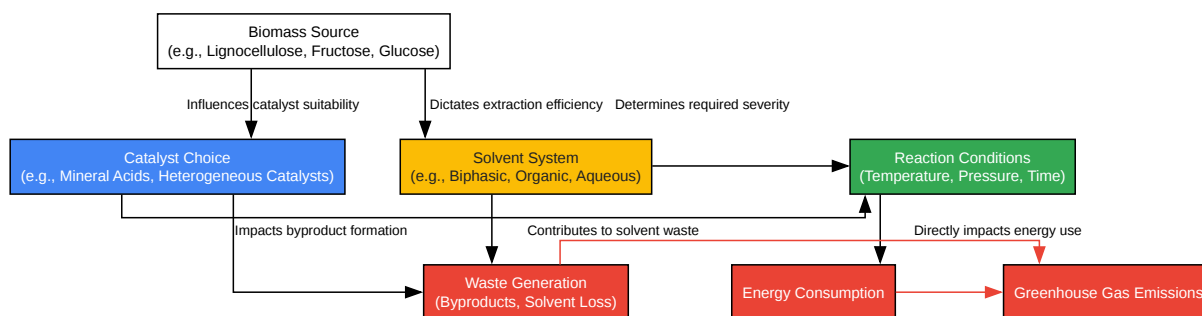 Biomass Source
(e.g., Lignocellulose, Fructose, Glucose)
Influences catalyst suitability
Dictates extraction efficiency
Determines required severity
Catalyst Choice
(e.g., Mineral Acids, Heterogeneous Catalysts)
Solvent System
(e.g., Biphasic, Organic, Aqueous)
Reaction Conditions
(Temperature, Pressure, Time)
Impacts byproduct formation
Contributes to solvent waste
Directly impacts energy use
Waste Generation
(Byproducts, Solvent Loss)
Energy Consumption
Greenhouse Gas Emissions